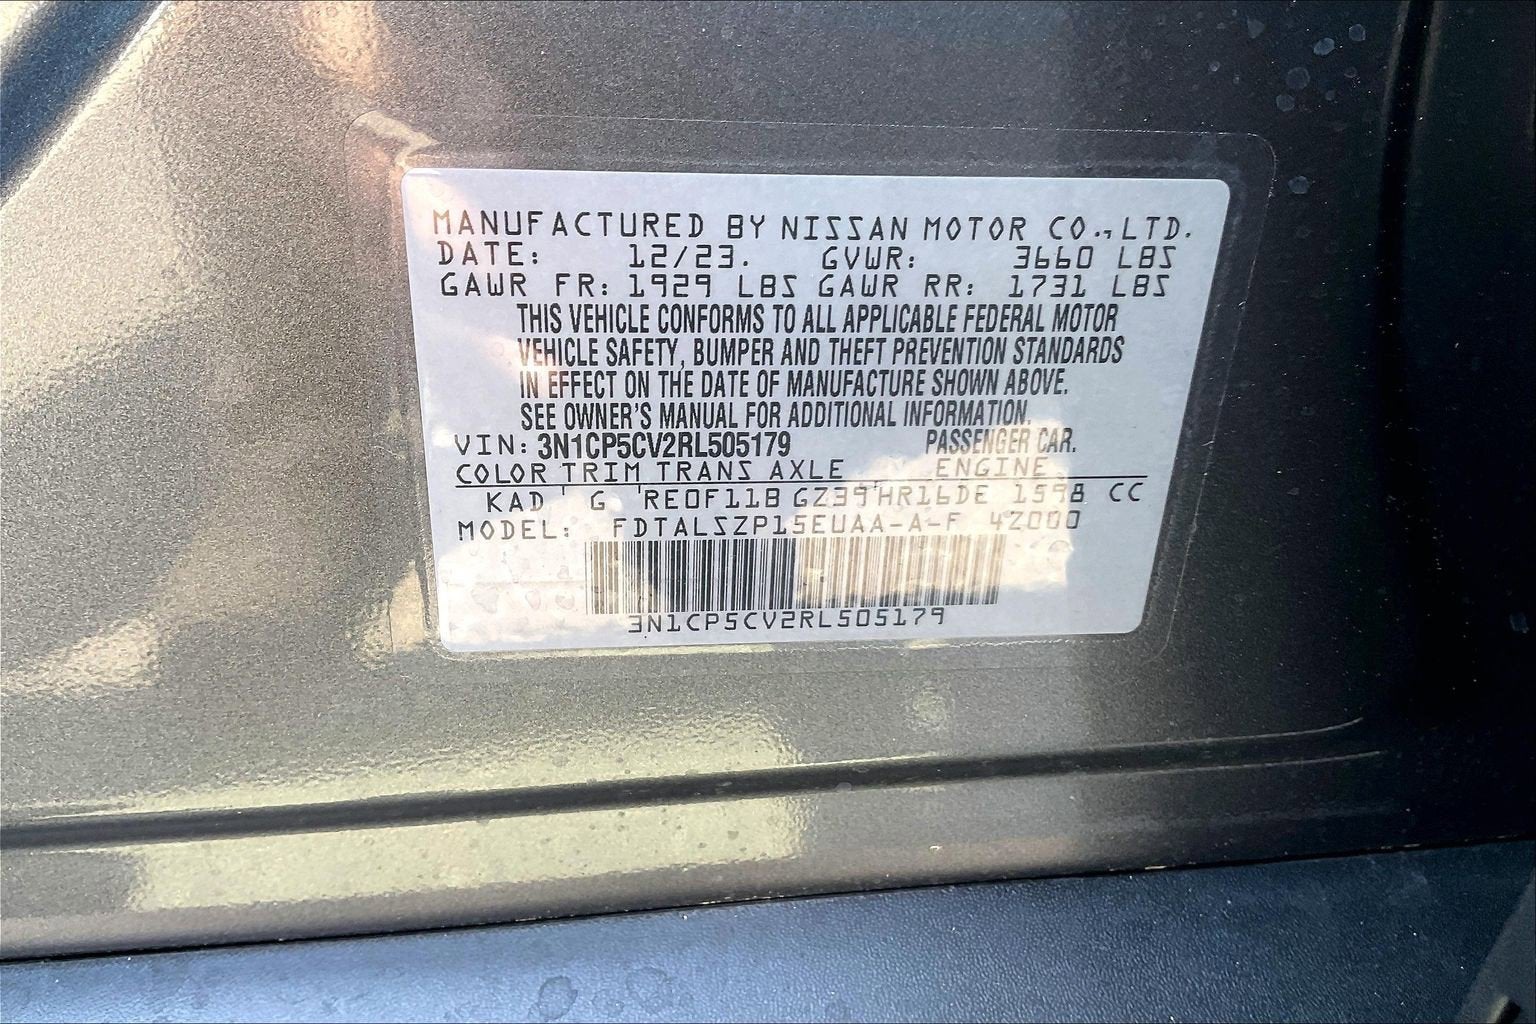 MANUFACTURED BY NISSAN MOTOR CO.,LTD.
DATE: 12/23. GVWR: 3660 LBS
GAWR FR: 1929 LBS GAWR RR: 1731 LBS
THIS VEHICLE CONFORMS TO ALL APPLICABLE FEDERAL MOTOR
VEHICLE SAFETY, BUMPER AND THEFT PREVENTION STANDARDS
IN EFFECT ON THE DATE OF MANUFACTURE SHOWN ABOVE.
SEE OWNER'S MANUAL FOR ADDITIONAL INFORMATION.
VIN: 3N1CP5CV2RL505179 PASSENGER CAR.
COLOR TRIM TRANS AXLE ENGINE
KAD G RE0F11B GZ39 HR16DE 1598 CC
MODEL: FDTALSZP15EUAA-A-F 4Z000
3N1CP5CV2RL505179